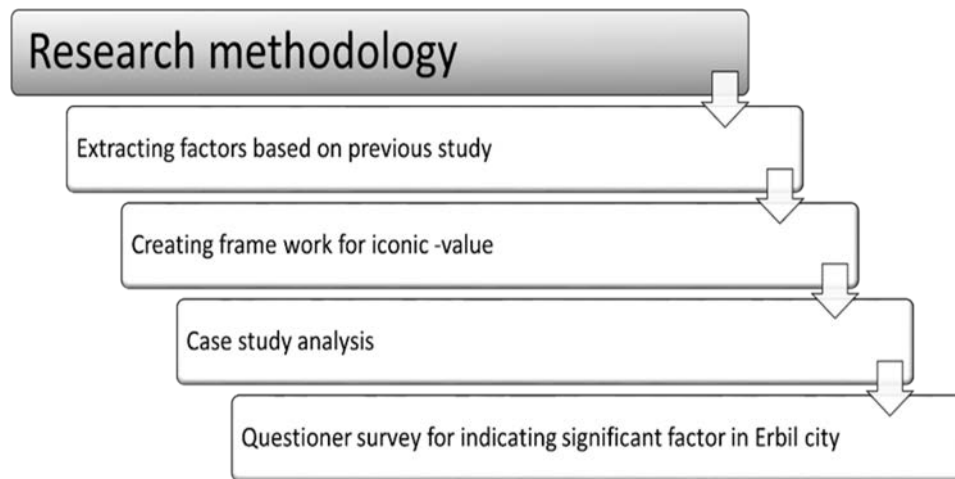 Research methodology
Extracting factors based on previous study
Creating frame work for iconic -value
Case study analysis
Questioner survey for indicating significant factor in Erbil city